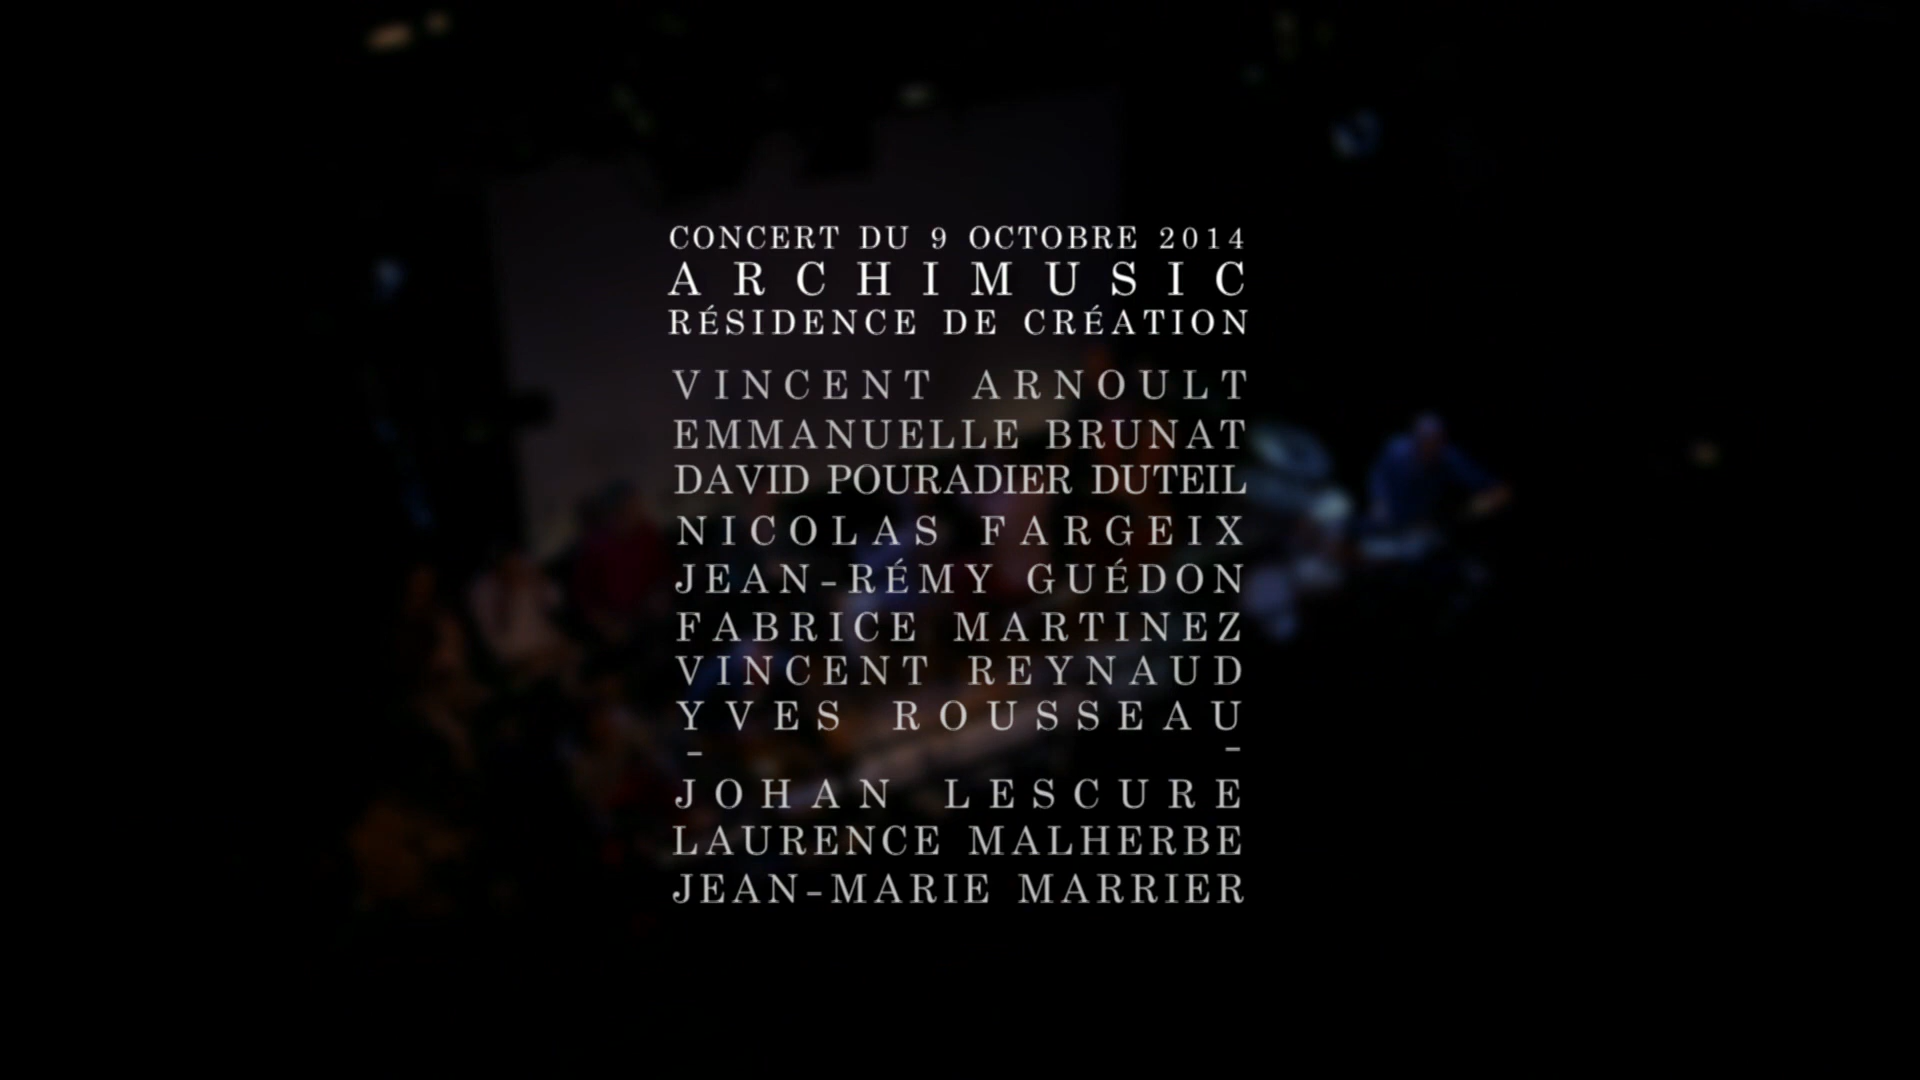 CONCERT DU 9 OCTOBRE 2014
ARCHIMUSIC
RÉSIDENCE DE CRÉATION
VINCENT ARNOULT
EMMANUELLE BRUNAT
DAVID POURADIER DUTEIL
NICOLAS FARGEIX
JEAN-RÉMY GUÉDON
FABRICE MARTINEZ
VINCENT REYNAUD
YVES ROUSSEAU
- -
JOHAN LESCURE
LAURENCE MALHERBE
JEAN-MARIE MARRIER